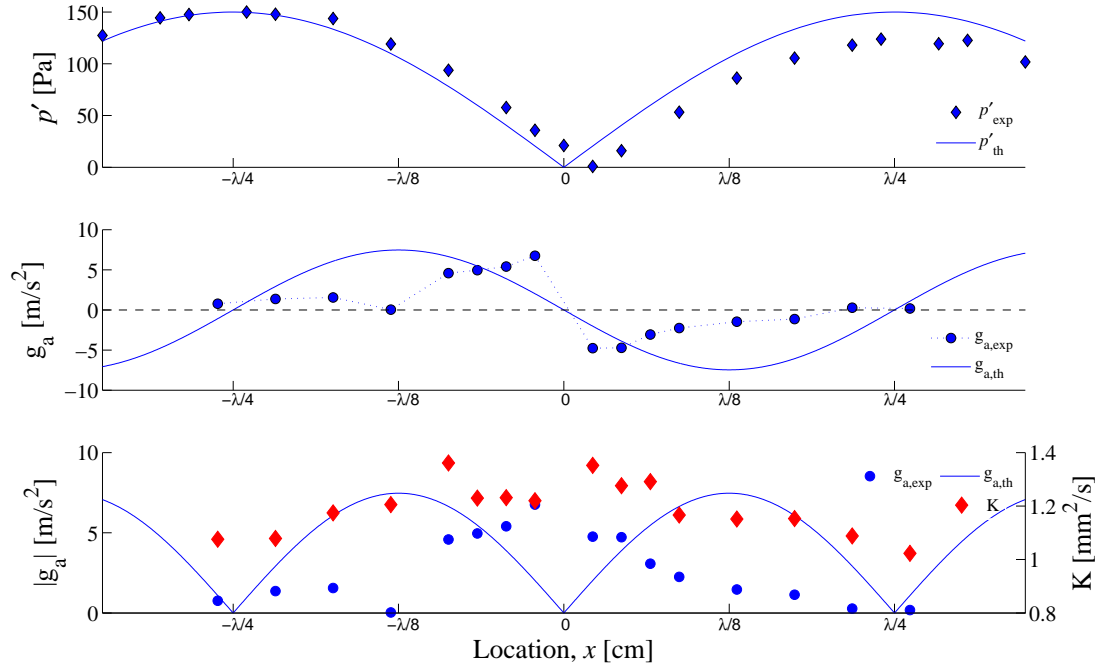 150
100
50
0
p′ [Pa]
−λ/4
−λ/8
0
λ/8
λ/4
p′exp
p′th
10
5
0
−5
−10
ga [m/s2]
−λ/4
−λ/8
0
λ/8
λ/4
ga,exp
ga,th
10
5
0
|ga| [m/s2]
1.4
1.2
1
0.8
K [mm2/s]
ga,exp
ga,th
K
−λ/4
−λ/8
0
λ/8
λ/4
Location, x [cm]